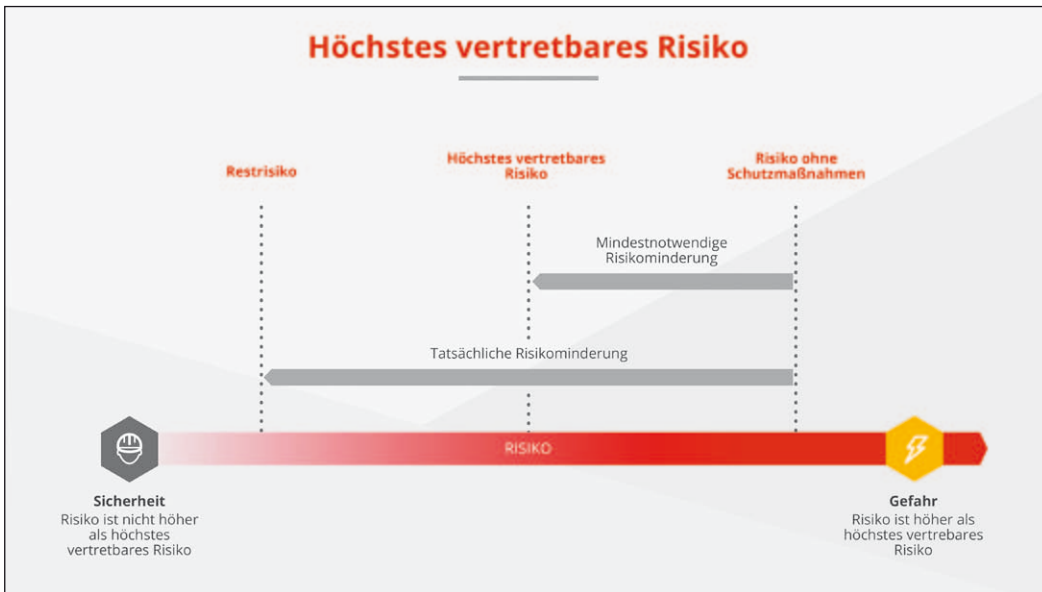 Höchstes vertretbares Risiko
Restrisiko
Höchstes vertretbares
Risiko
Risiko ohne
Schutzmaßnahmen
Mindestnotwendige
Risikominderung
Tatsächliche Risikominderung
RISIKO
Sicherheit
Risiko ist nicht höher
als höchstes
vertretbares Risiko
Gefahr
Risiko ist höher als
höchstes vertrebares
Risiko